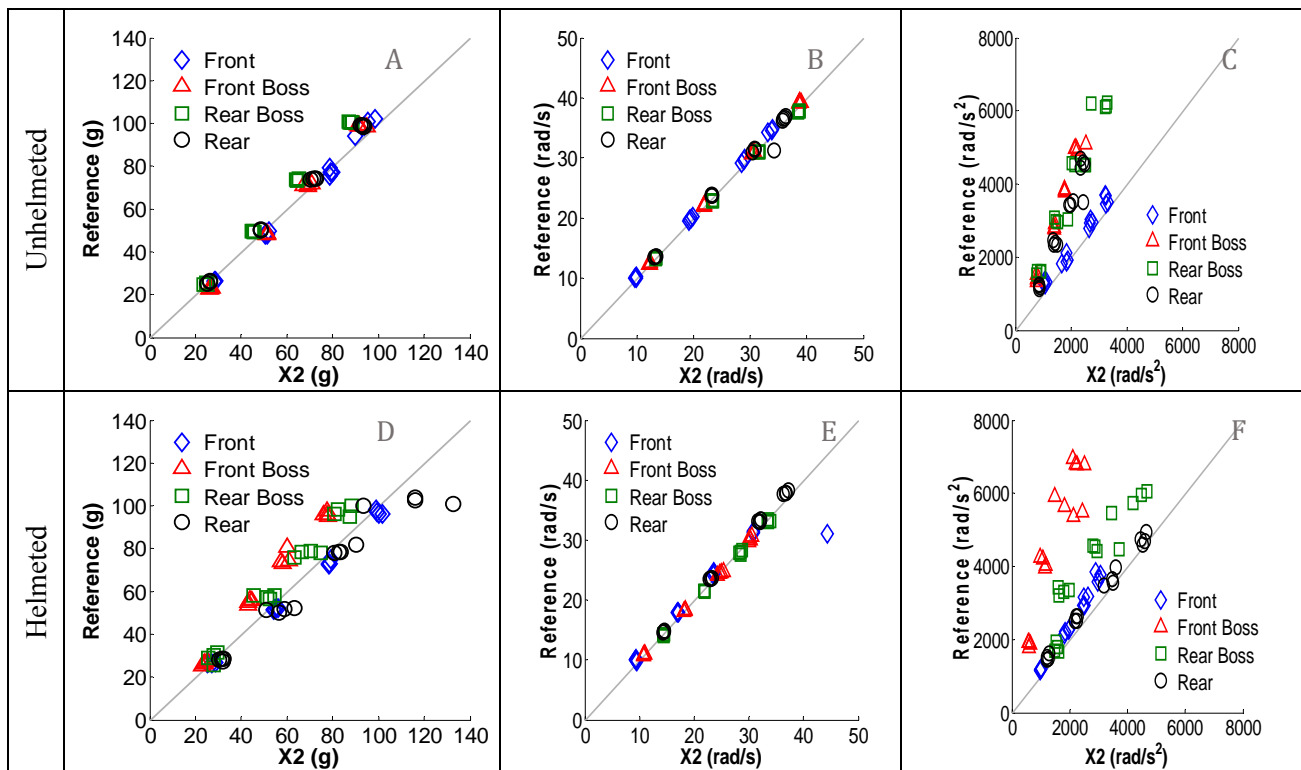 Unhelmeted
A
Front
Front Boss
Rear Boss
Rear
Reference (g)
140
120
100
80
60
40
20
0
0 20 40 60 80 100 120 140
X2 (g)
B
Front
Front Boss
Rear Boss
Rear
Reference (rad/s)
50
40
30
20
10
0
0 10 20 30 40 50
X2 (rad/s)
C
Front
Front Boss
Rear Boss
Rear
Reference (rad/s²)
8000
6000
4000
2000
0
0 2000 4000 6000 8000
X2 (rad/s²)
Helmeted
D
Front
Front Boss
Rear Boss
Rear
Reference (g)
140
120
100
80
60
40
20
0
0 20 40 60 80 100 120 140
X2 (g)
E
Front
Front Boss
Rear Boss
Rear
Reference (rad/s)
50
40
30
20
10
0
0 10 20 30 40 50
X2 (rad/s)
F
Front
Front Boss
Rear Boss
Rear
Reference (rad/s²)
8000
6000
4000
2000
0
0 2000 4000 6000 8000
X2 (rad/s²)